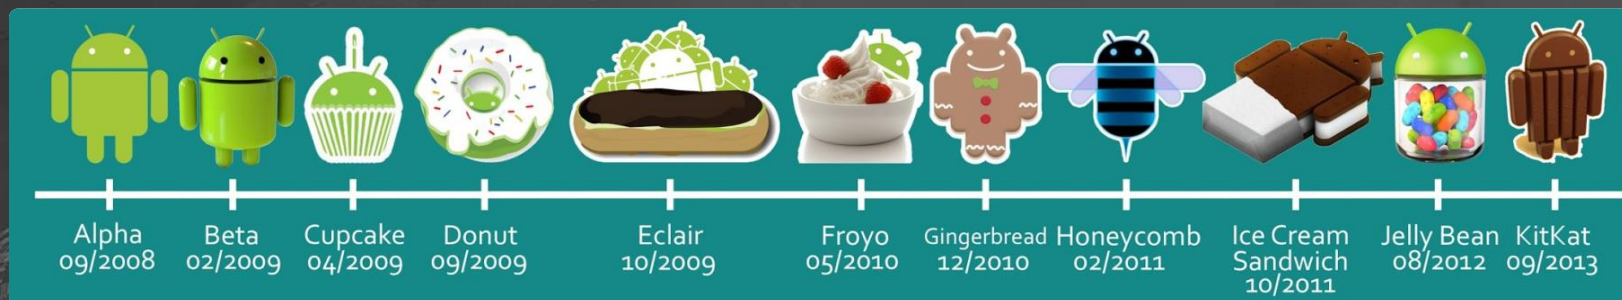 Alpha
09/2008
Beta
02/2009
Cupcake
04/2009
Donut
09/2009
Eclair
10/2009
Froyo
05/2010
Gingerbread
12/2010
Honeycomb
02/2011
Ice Cream
Sandwich
10/2011
Jelly Bean
08/2012
KitKat
09/2013